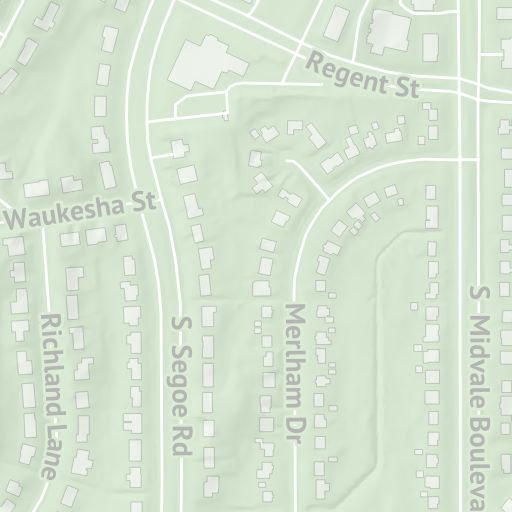 Regent St
Waukesha St
S Segoe Rd
Merlham Dr
S Midvale Bouleva
Richland Lane